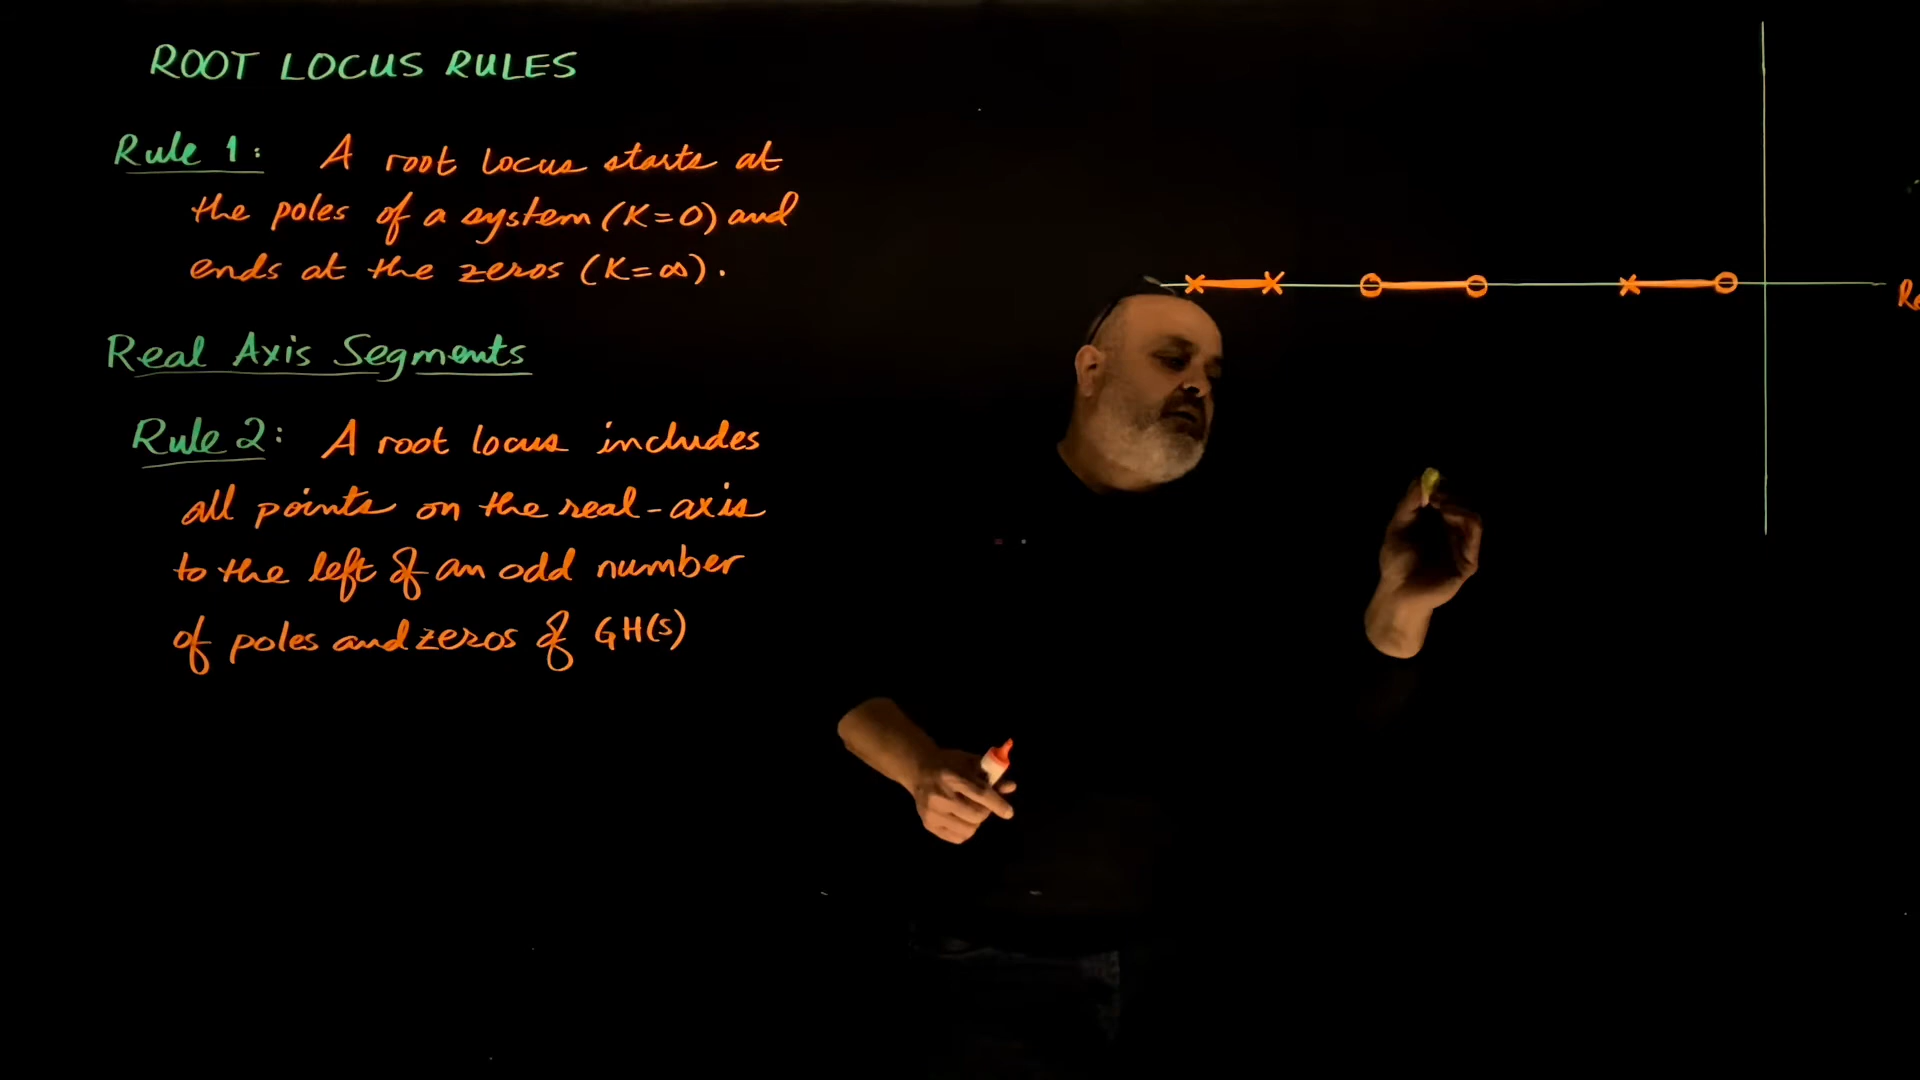 ROOT LOCUS RULES
Rule 1: A root locus starts at
the poles of a system (K=0) and
ends at the zeros (K=∞).
Real Axis Segments
Rule 2: A root locus includes
all points on the real-axis
to the left of an odd number
of poles and zeros of GH(s)
Re